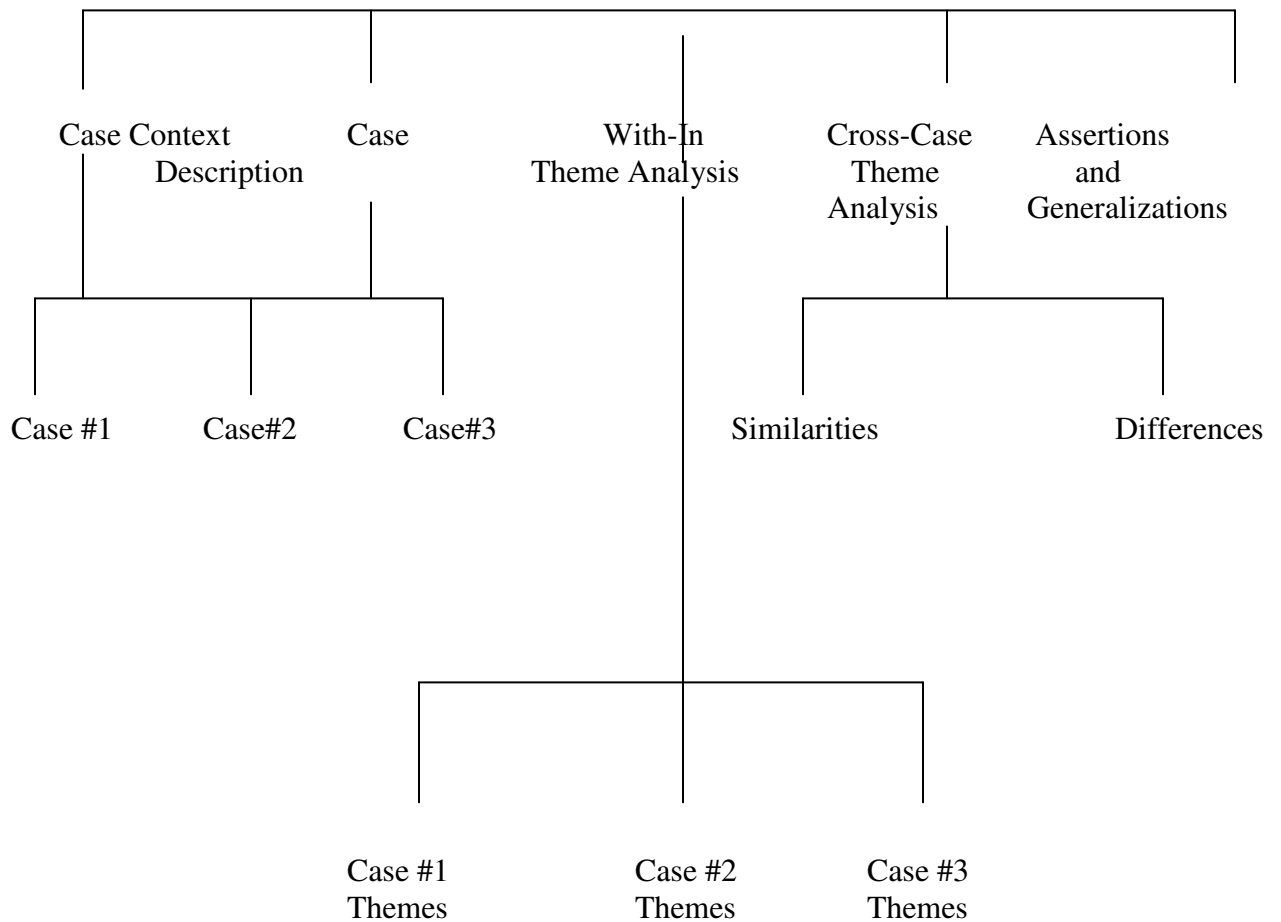 Case Context Case With-In Cross-Case Assertions
Description Theme Analysis Theme and
Analysis Generalizations
Case #1 Case#2 Case#3 Similarities Differences
Case #1 Case #2 Case #3
Themes Themes Themes